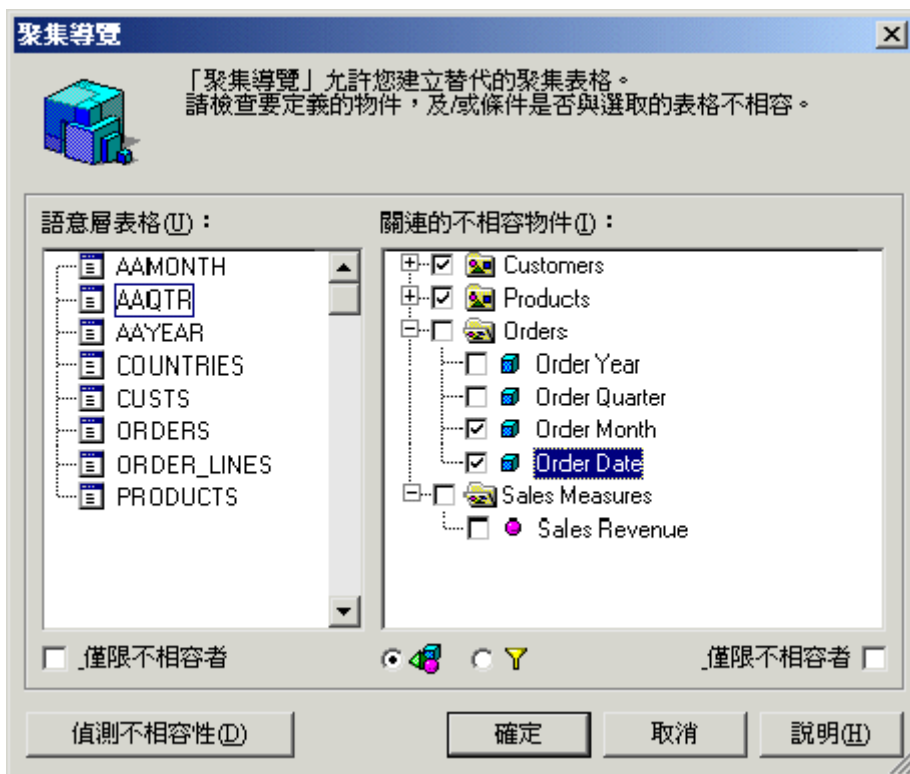 聚集導覽
「聚集導覽」允許您建立替代的聚集表格。
請檢查要定義的物件，及/或條件是否與選取的表格不相容。
語意層表格(U)：
關連的不相容物件(I)：
AAMONTH
AAQTR
AAYEAR
COUNTRIES
CUSTS
ORDERS
ORDER_LINES
PRODUCTS
Customers
Products
Orders
Order Year
Order Quarter
Order Month
Order Date
Sales Measures
Sales Revenue
_僅限不相容者
_僅限不相容者
偵測不相容性(D)
確定
取消
說明(H)